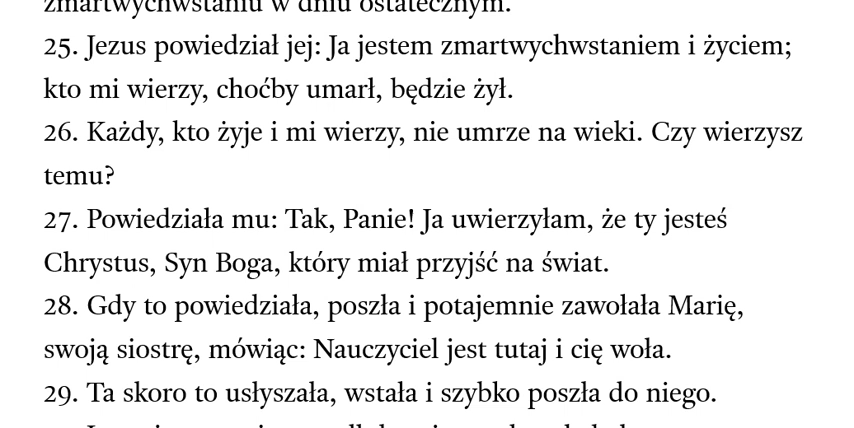 zmartwychwstaniu w dniu ostatecznym.
25. Jezus powiedział jej: Ja jestem zmartwychwstaniem i życiem;
kto mi wierzy, choćby umarł, będzie żył.
26. Każdy, kto żyje i mi wierzy, nie umrze na wieki. Czy wierzysz
temu?
27. Powiedziała mu: Tak, Panie! Ja uwierzyłam, że ty jesteś
Chrystus, Syn Boga, który miał przyjść na świat.
28. Gdy to powiedziała, poszła i potajemnie zawołała Marię,
swoją siostrę, mówiąc: Nauczyciel jest tutaj i cię woła.
29. Ta skoro to usłyszała, wstała i szybko poszła do niego.